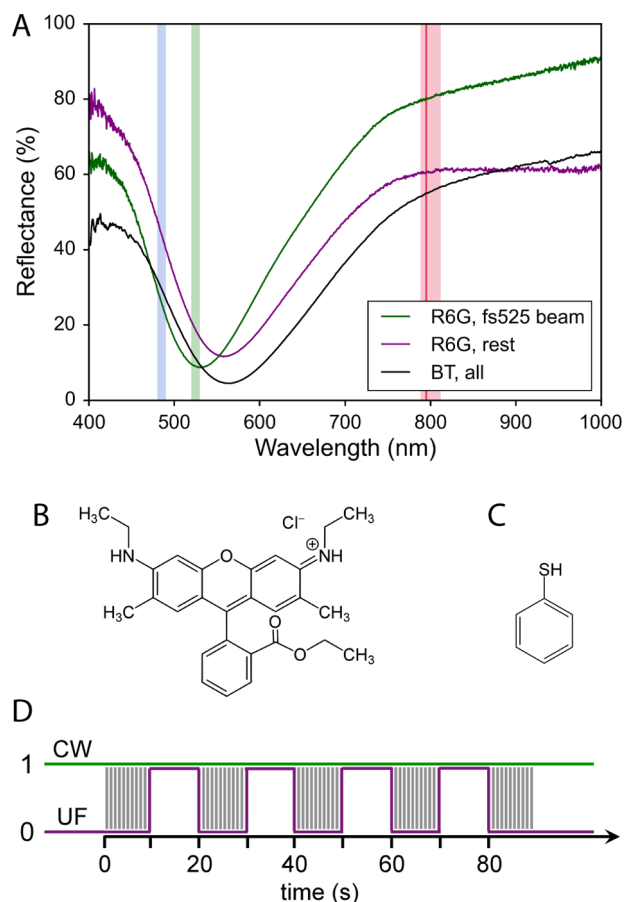 A
100
80
60
40
20
0
Reflectance (%)
R6G, fs525 beam
R6G, rest
BT, all
400 500 600 700 800 900 1000
Wavelength (nm)
B
C
H₃C
Cl⁻
CH₃
HN
O
NH
+
H₃C
CH₃
O
O
CH₃
SH
D
CW
1
UF
0
0 20 40 60 80
time (s)